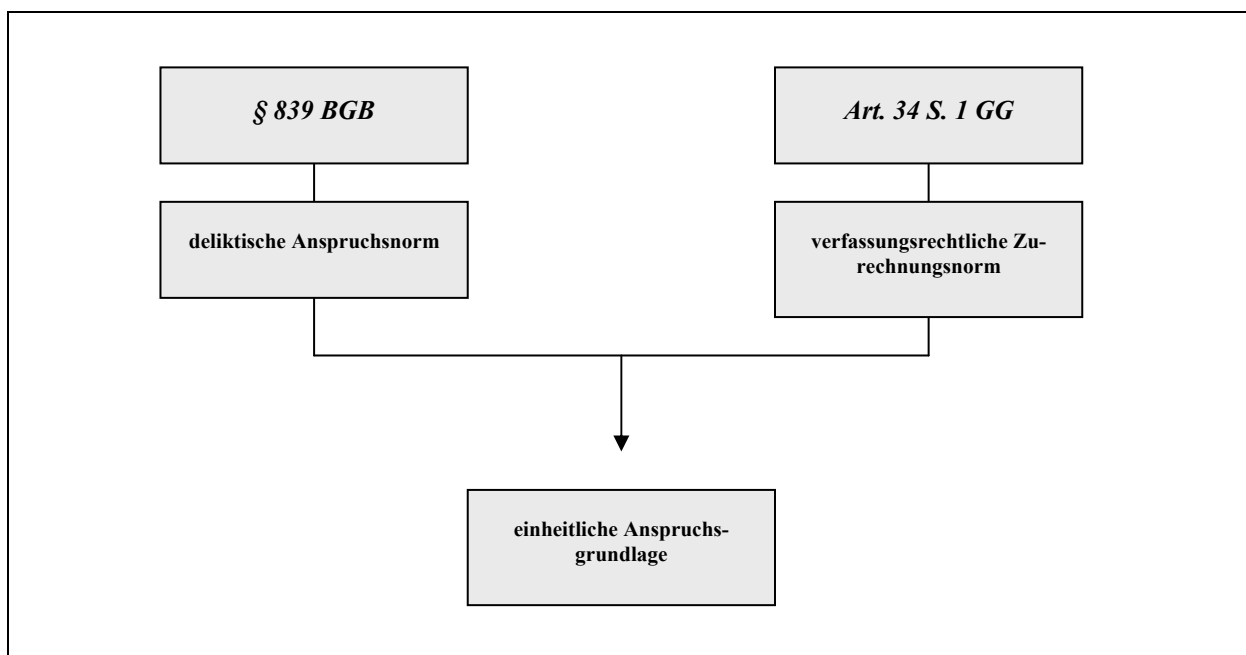 § 839 BGB
Art. 34 S. 1 GG
deliktische Anspruchsnorm
verfassungsrechtliche Zu-
rechnungsnorm
einheitliche Anspruchs-
grundlage